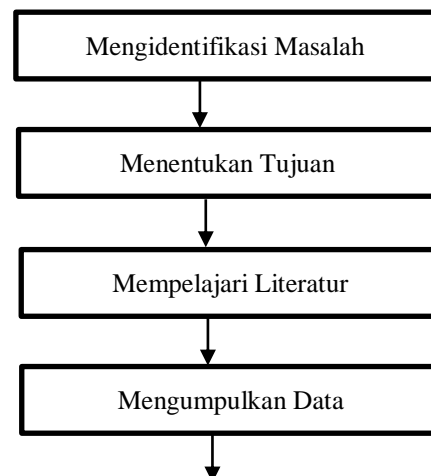 Mengidentifikasi Masalah
Menentukan Tujuan
Mempelajari Literatur
Mengumpulkan Data